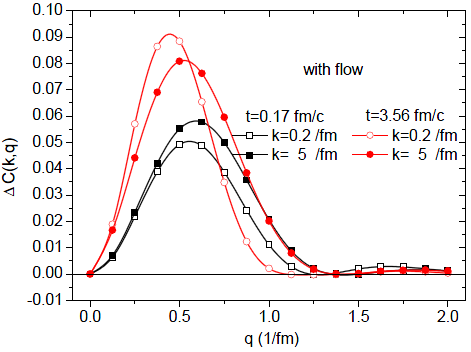 0.10
0.09
0.08
0.07
0.06
0.05
0.04
0.03
0.02
0.01
0.00
-0.01
Δ C(k,q)
with flow
t=0.17 fm/c t=3.56 fm/c
k=0.2 /fm k=0.2 /fm
k= 5 /fm k= 5 /fm
0.0 0.5 1.0 1.5 2.0
q (1/fm)